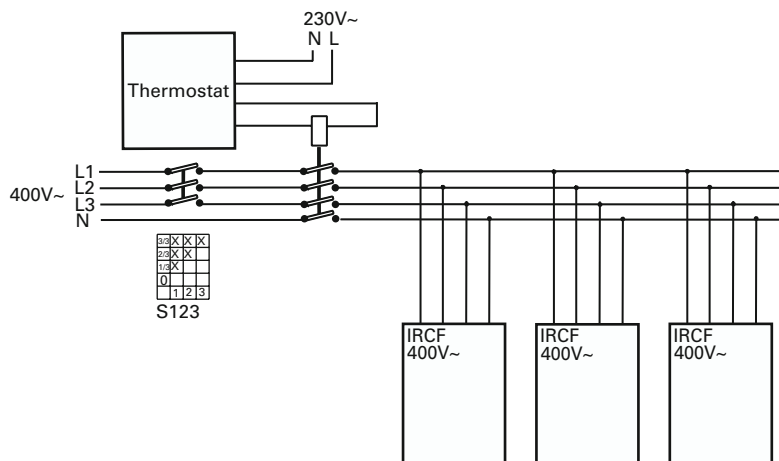 230V~
N L
Thermostat
400V~
L1
L2
L3
N
3/3 X X X
2/3 X X
1/3 X
0
1 2 3
S123
IRCF
400V~
IRCF
400V~
IRCF
400V~